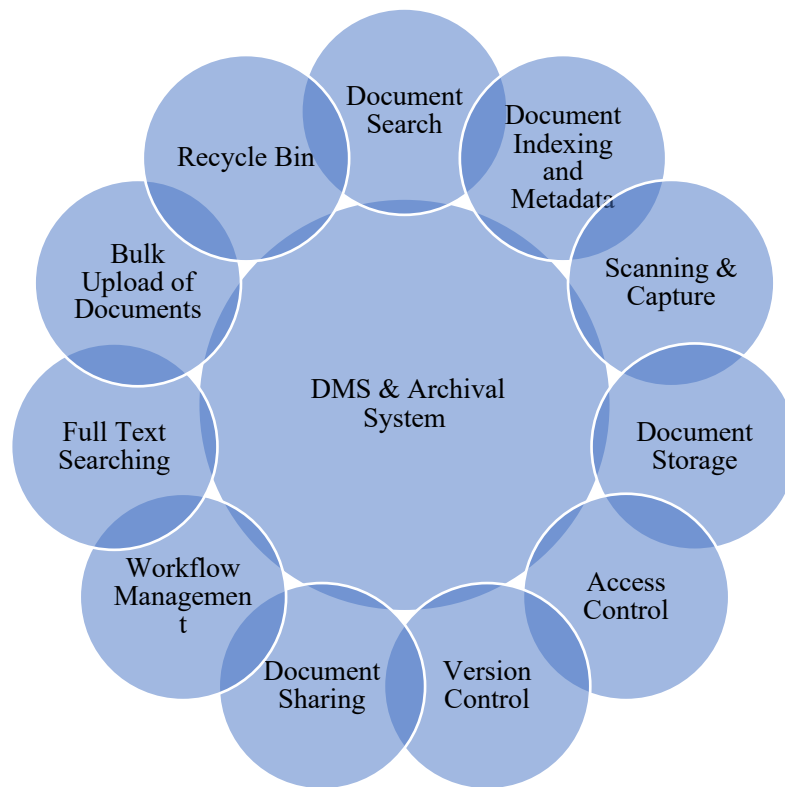 Document
Search
Document
Indexing
and
Metadata
Scanning &
Capture
Document
Storage
Access
Control
Version
Control
Document
Sharing
Workflow
Managemen
t
Full Text
Searching
Bulk
Upload of
Documents
Recycle Bin
DMS & Archival
System